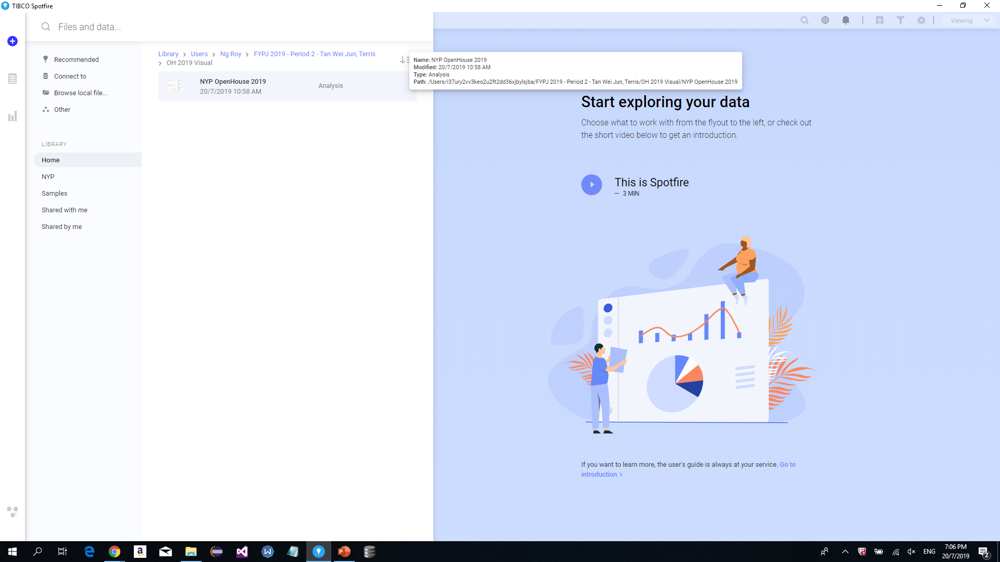 TIBCO Spotfire
Files and data...
Viewing
Recommended
Connect to
Browse local file...
Other
LIBRARY
Home
NYP
Samples
Shared with me
Shared by me
Library > Users > Ng Roy > FYPJ 2019 - Period 2 - Tan Wei Jun, Terris
> OH 2019 Visual
NYP OpenHouse 2019
20/7/2019 10:58 AM
Analysis
Name: NYP OpenHouse 2019
Modified: 20/7/2019 10:58 AM
Type: Analysis
Path: /Users/i37ury2vv3keo2u2ft2dd36xjbylsjba/FYPJ 2019 - Period 2 - Tan Wei Jun, Terris/OH 2019 Visual/NYP OpenHouse 2019
Start exploring your data
Choose what to work with from the flyout to the left, or check out
the short video below to get an introduction.
This is Spotfire
— 3 MIN
If you want to learn more, the user's guide is always at your service. Go to
introduction >
ENG
7:06 PM
20/7/2019
2